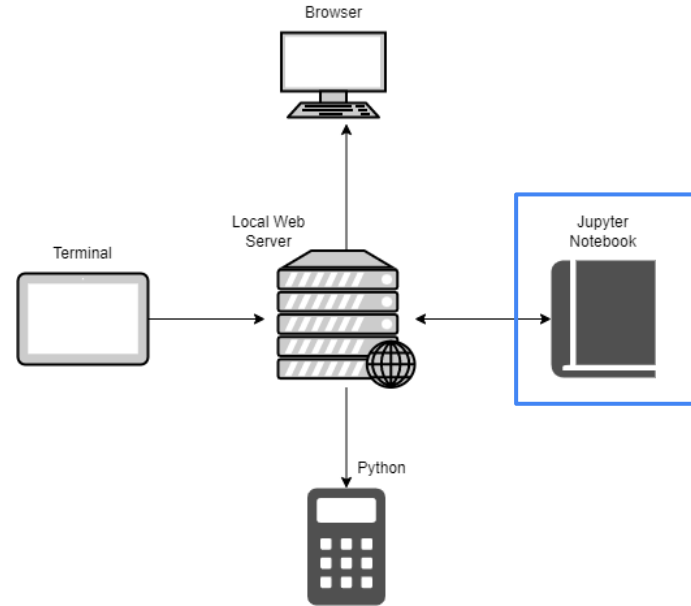 Browser
Local Web
Server
Jupyter
Notebook
Terminal
Python